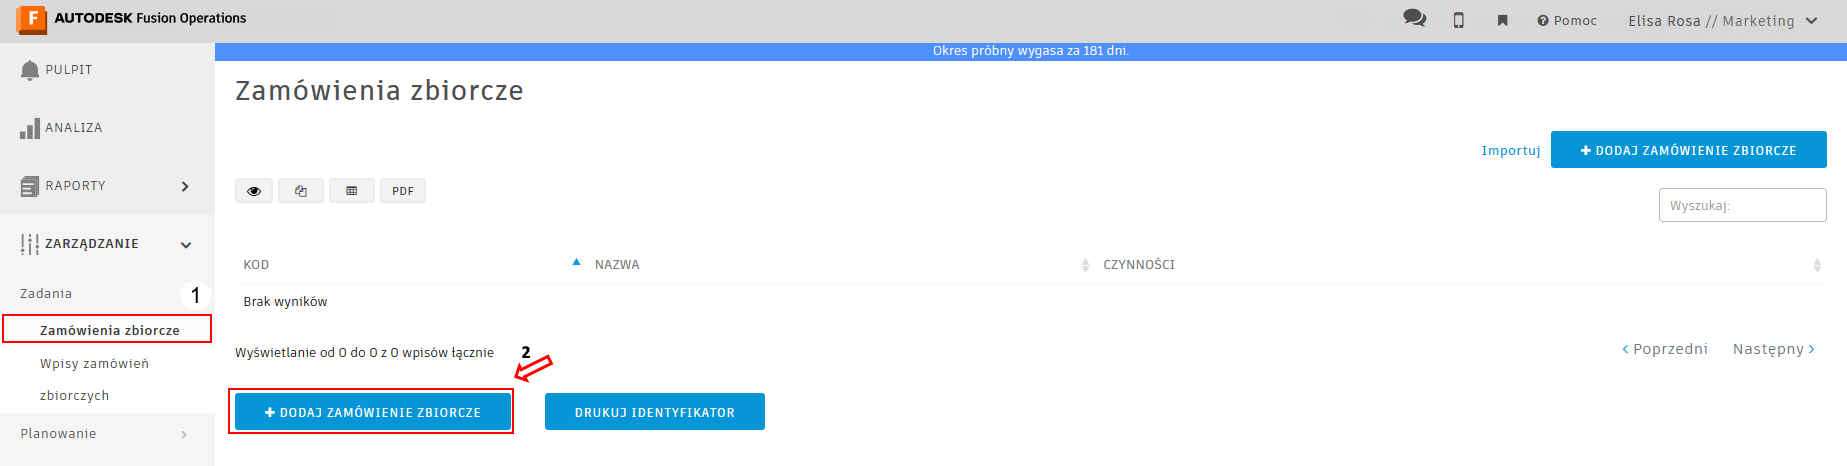 F AUTODESK Fusion Operations
Pomoc
Elisa Rosa // Marketing
Okres próbny wygasa za 181 dni.
PULPIT
ANALIZA
RAPORTY
ZARZĄDZANIE
Zadania
1
Zamówienia zbiorcze
Wpisy zamówień
zbiorczych
Planowanie
Zamówienia zbiorcze
Importuj
+ DODAJ ZAMÓWIENIE ZBIORCZE
PDF
Wyszukaj:
KOD
NAZWA
CZYNNOŚCI
Brak wyników
Wyświetlanie od 0 do 0 z 0 wpisów łącznie
2
< Poprzedni
Następny >
+ DODAJ ZAMÓWIENIE ZBIORCZE
DRUKUJ IDENTYFIKATOR